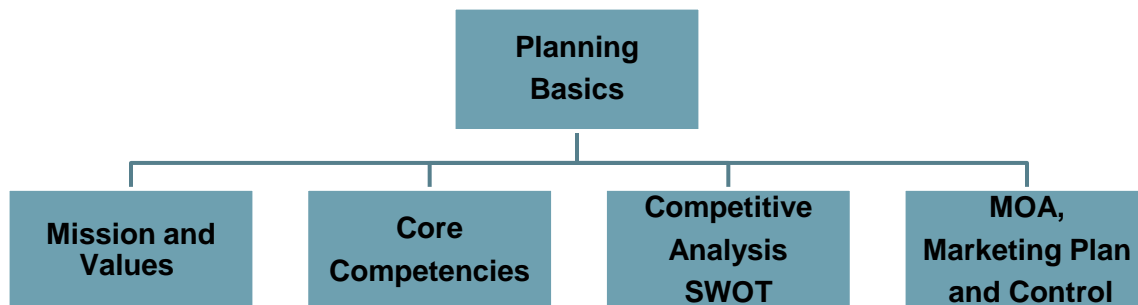 Planning
Basics
Mission and
Values
Core
Competencies
Competitive
Analysis
SWOT
MOA,
Marketing Plan
and Control